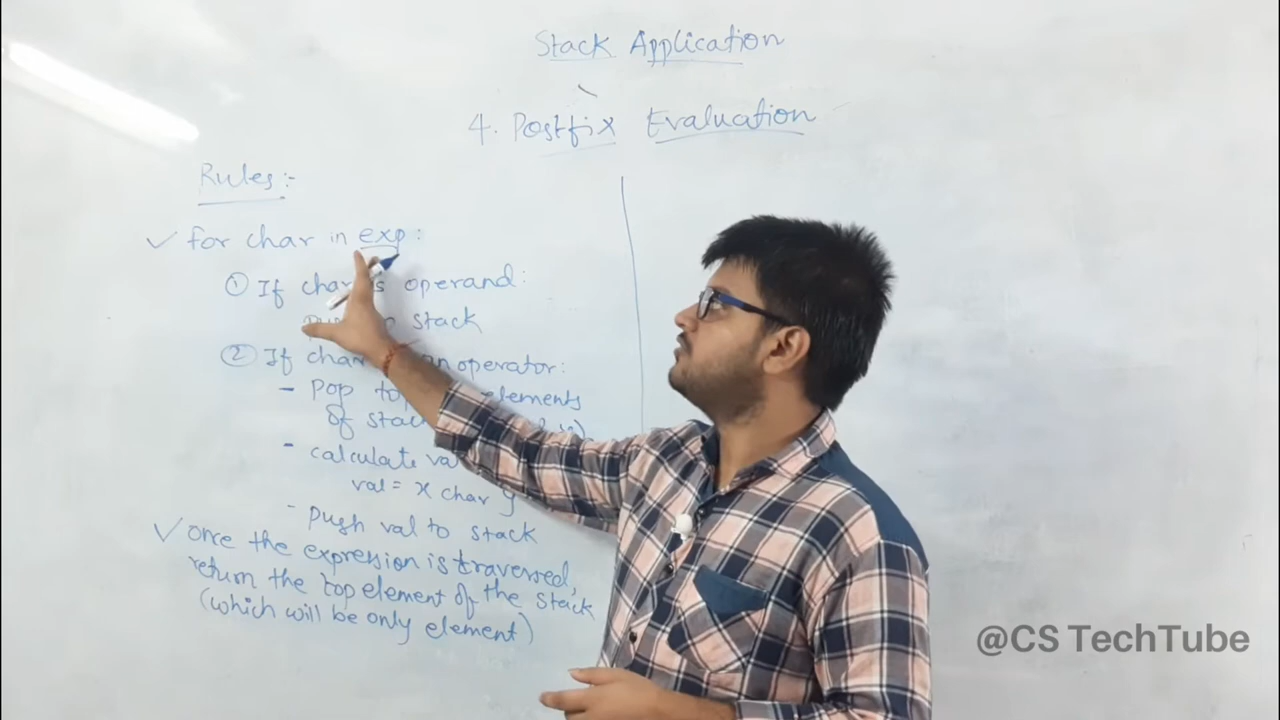 Stack Application
4. Postfix Evaluation
Rules:-
✓ for char in exp:
① If char is operand:
stack
② If char an operator:
- Pop elements
of
- calculate
val = x char y
- Push val to stack
✓ once the expression is traversed,
return the top element of the stack
(which will be only element)
@CS TechTube